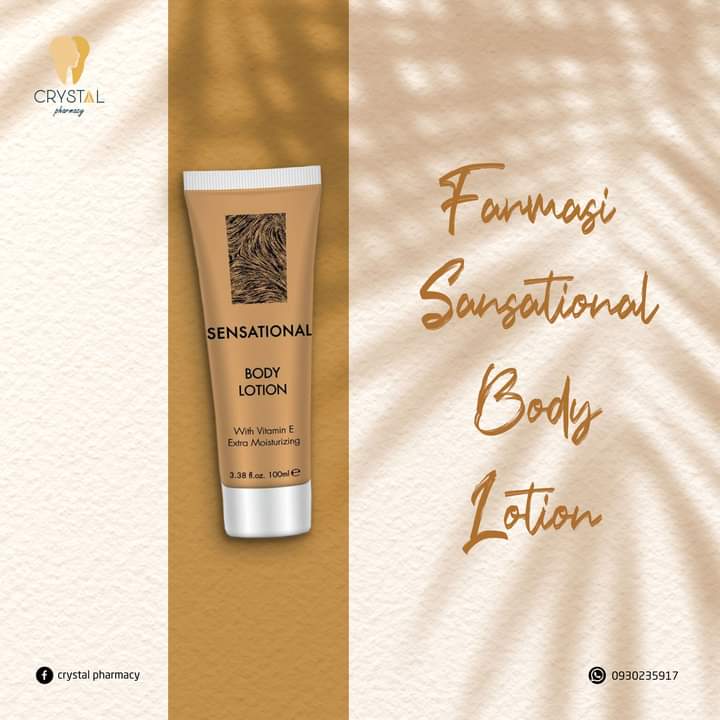 CRYSTAL
pharmacy
SENSATIONAL
BODY
LOTION
With Vitamin E
Extra Moisturizing
3.38 fl.oz. 100ml ℮
Farmasi
Sansational
Body
Lotion
crystal pharmacy
0930235917